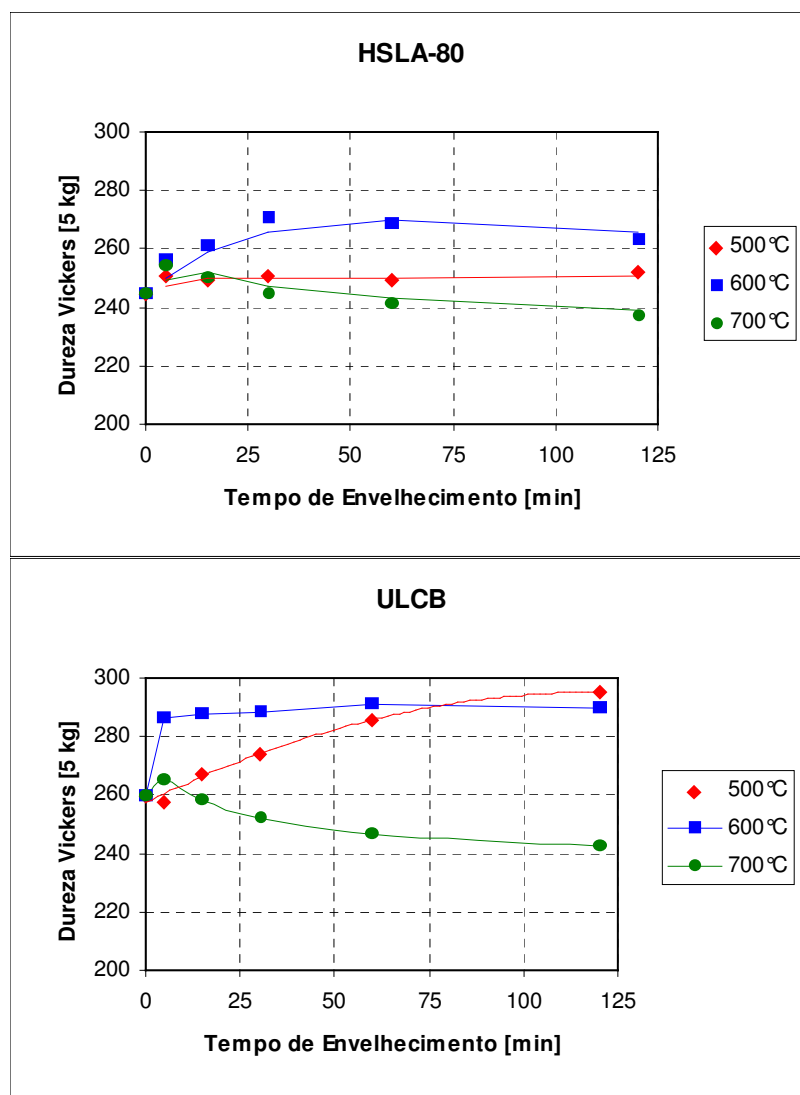 HSLA-80
300
280
260
240
220
200
0 25 50 75 100 125
Dureza Vickers [5 kg]
Tempo de Envelhecimento [min]
500°C
600°C
700°C
ULCB
300
280
260
240
220
200
0 25 50 75 100 125
Dureza Vickers [5 kg]
Tempo de Envelhecimento [min]
500°C
600°C
700°C